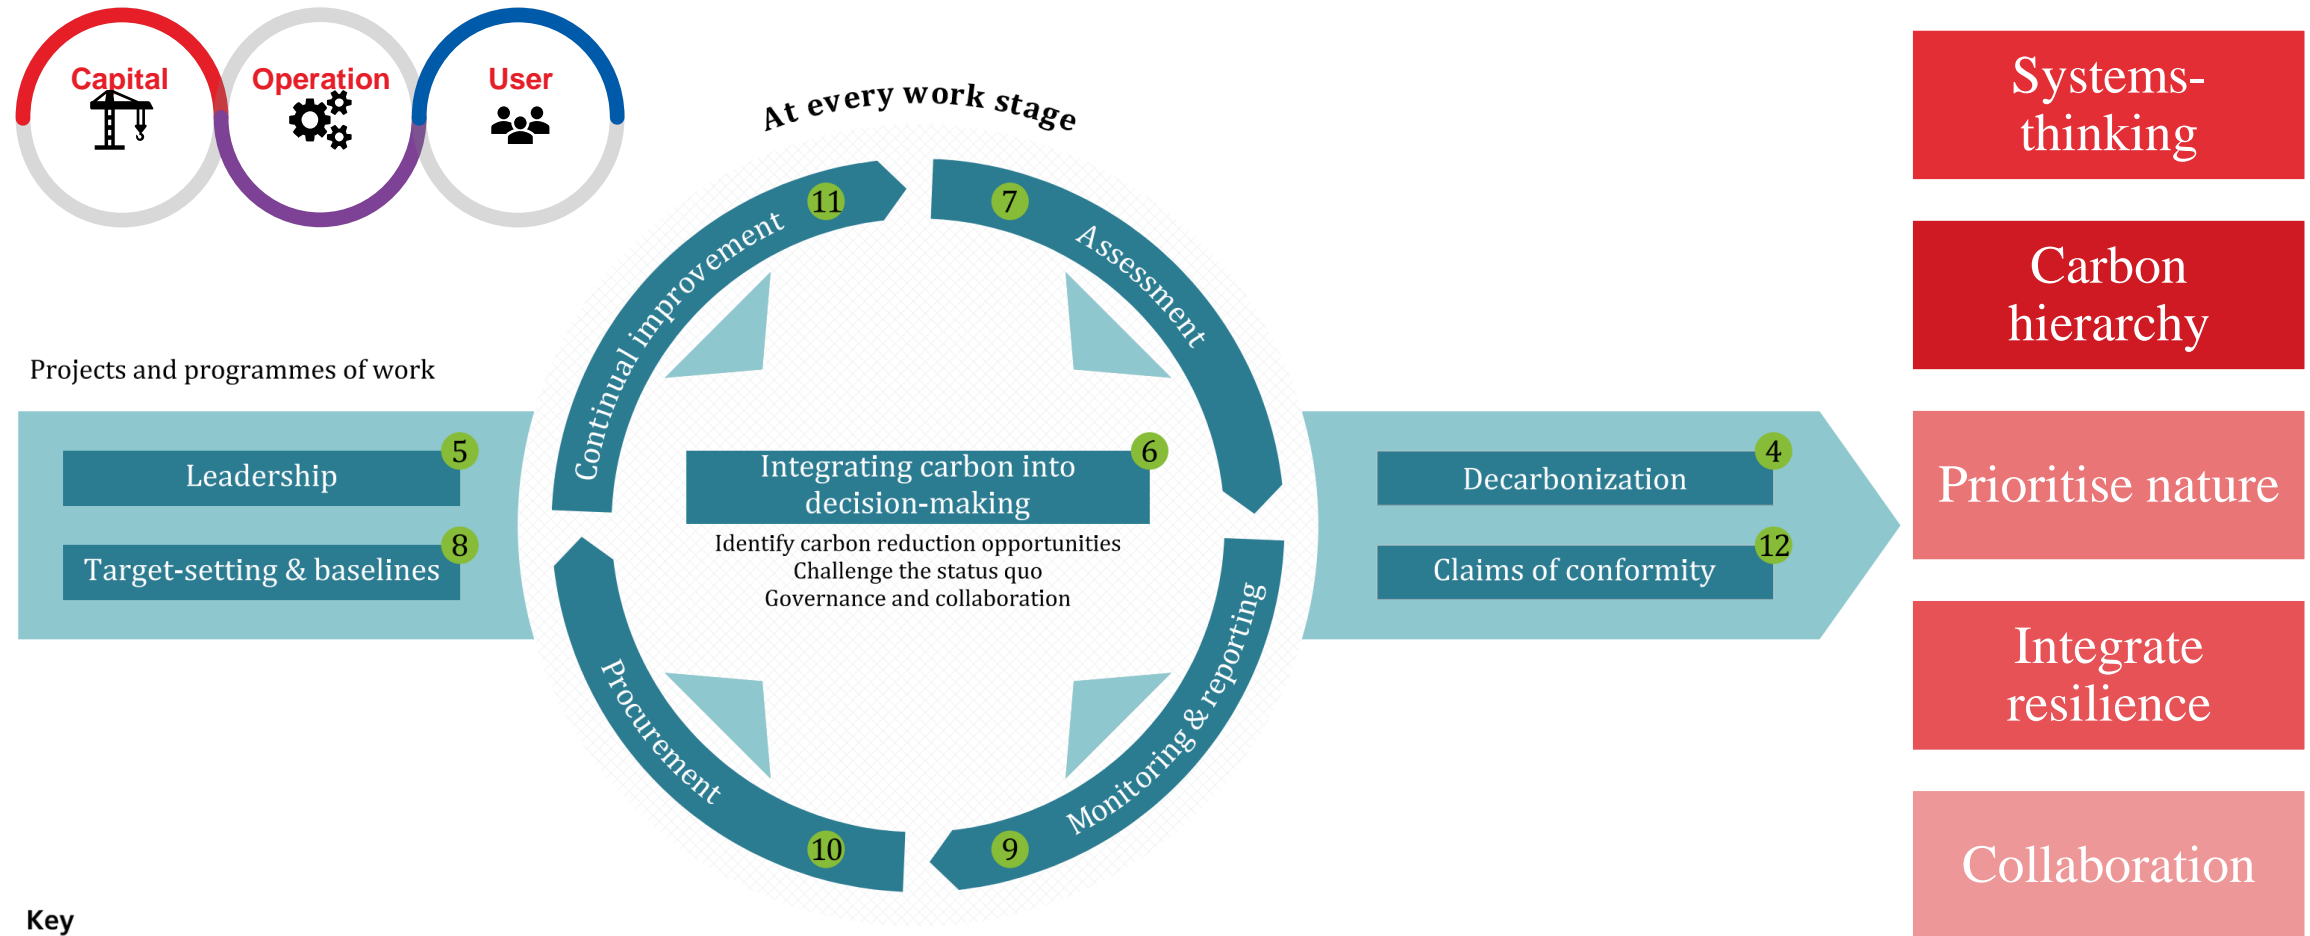 Capital
Operation
User
At every work stage
11
Continual improvement
7
Assessment
Projects and programmes of work
5
Leadership
8
Target-setting & baselines
6
Integrating carbon into
decision-making
Identify carbon reduction opportunities
Challenge the status quo
Governance and collaboration
4
Decarbonization
12
Claims of conformity
Procurement
10
Monitoring & reporting
9
Key
Systems-
thinking
Carbon
hierarchy
Prioritise nature
Integrate
resilience
Collaboration